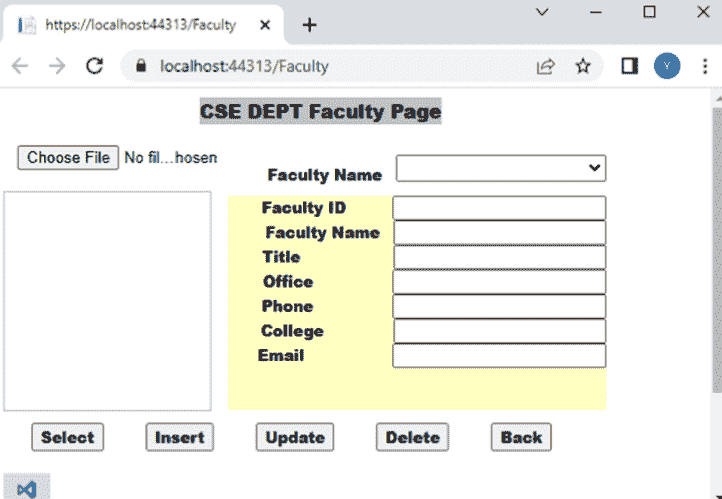 https://localhost:44313/Faculty
localhost:44313/Faculty
Y
CSE DEPT Faculty Page
Choose File No fil...hosen
Faculty Name
Faculty ID
Faculty Name
Title
Office
Phone
College
Email
Select Insert Update Delete Back